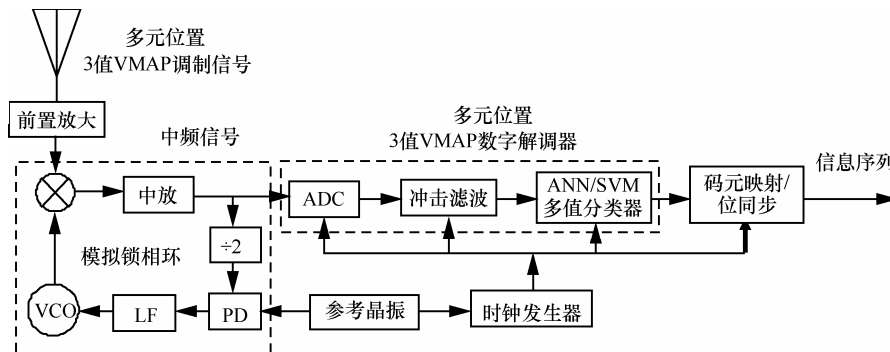 多元位置
3值VMAP调制信号
前置放大
中频信号
多元位置
3值VMAP数字解调器
中放
ADC
冲击滤波
ANN/SVM
多值分类器
码元映射/
位同步
信息序列
÷2
模拟锁相环
VCO
LF
PD
参考晶振
时钟发生器